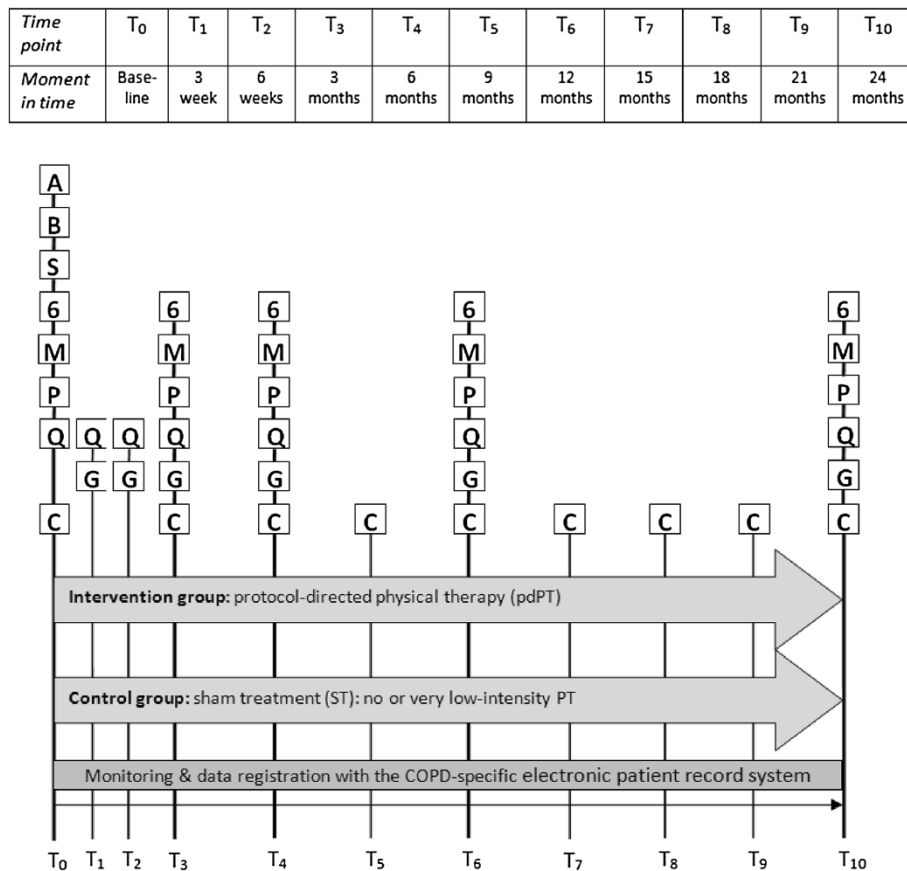 Time point T0 T1 T2 T3 T4 T5 T6 T7 T8 T9 T10
Moment in time Base-line 3 week 6 weeks 3 months 6 months 9 months 12 months 15 months 18 months 21 months 24 months
A
B
S
6 6 6 6 6
M M M M M
P P P P P
Q Q Q Q Q Q Q
G G G G G G
C C C C C C C C C
Intervention group: protocol-directed physical therapy (pdPT)
Control group: sham treatment (ST): no or very low-intensity PT
Monitoring & data registration with the COPD-specific electronic patient record system
T0 T1 T2 T3 T4 T5 T6 T7 T8 T9 T10